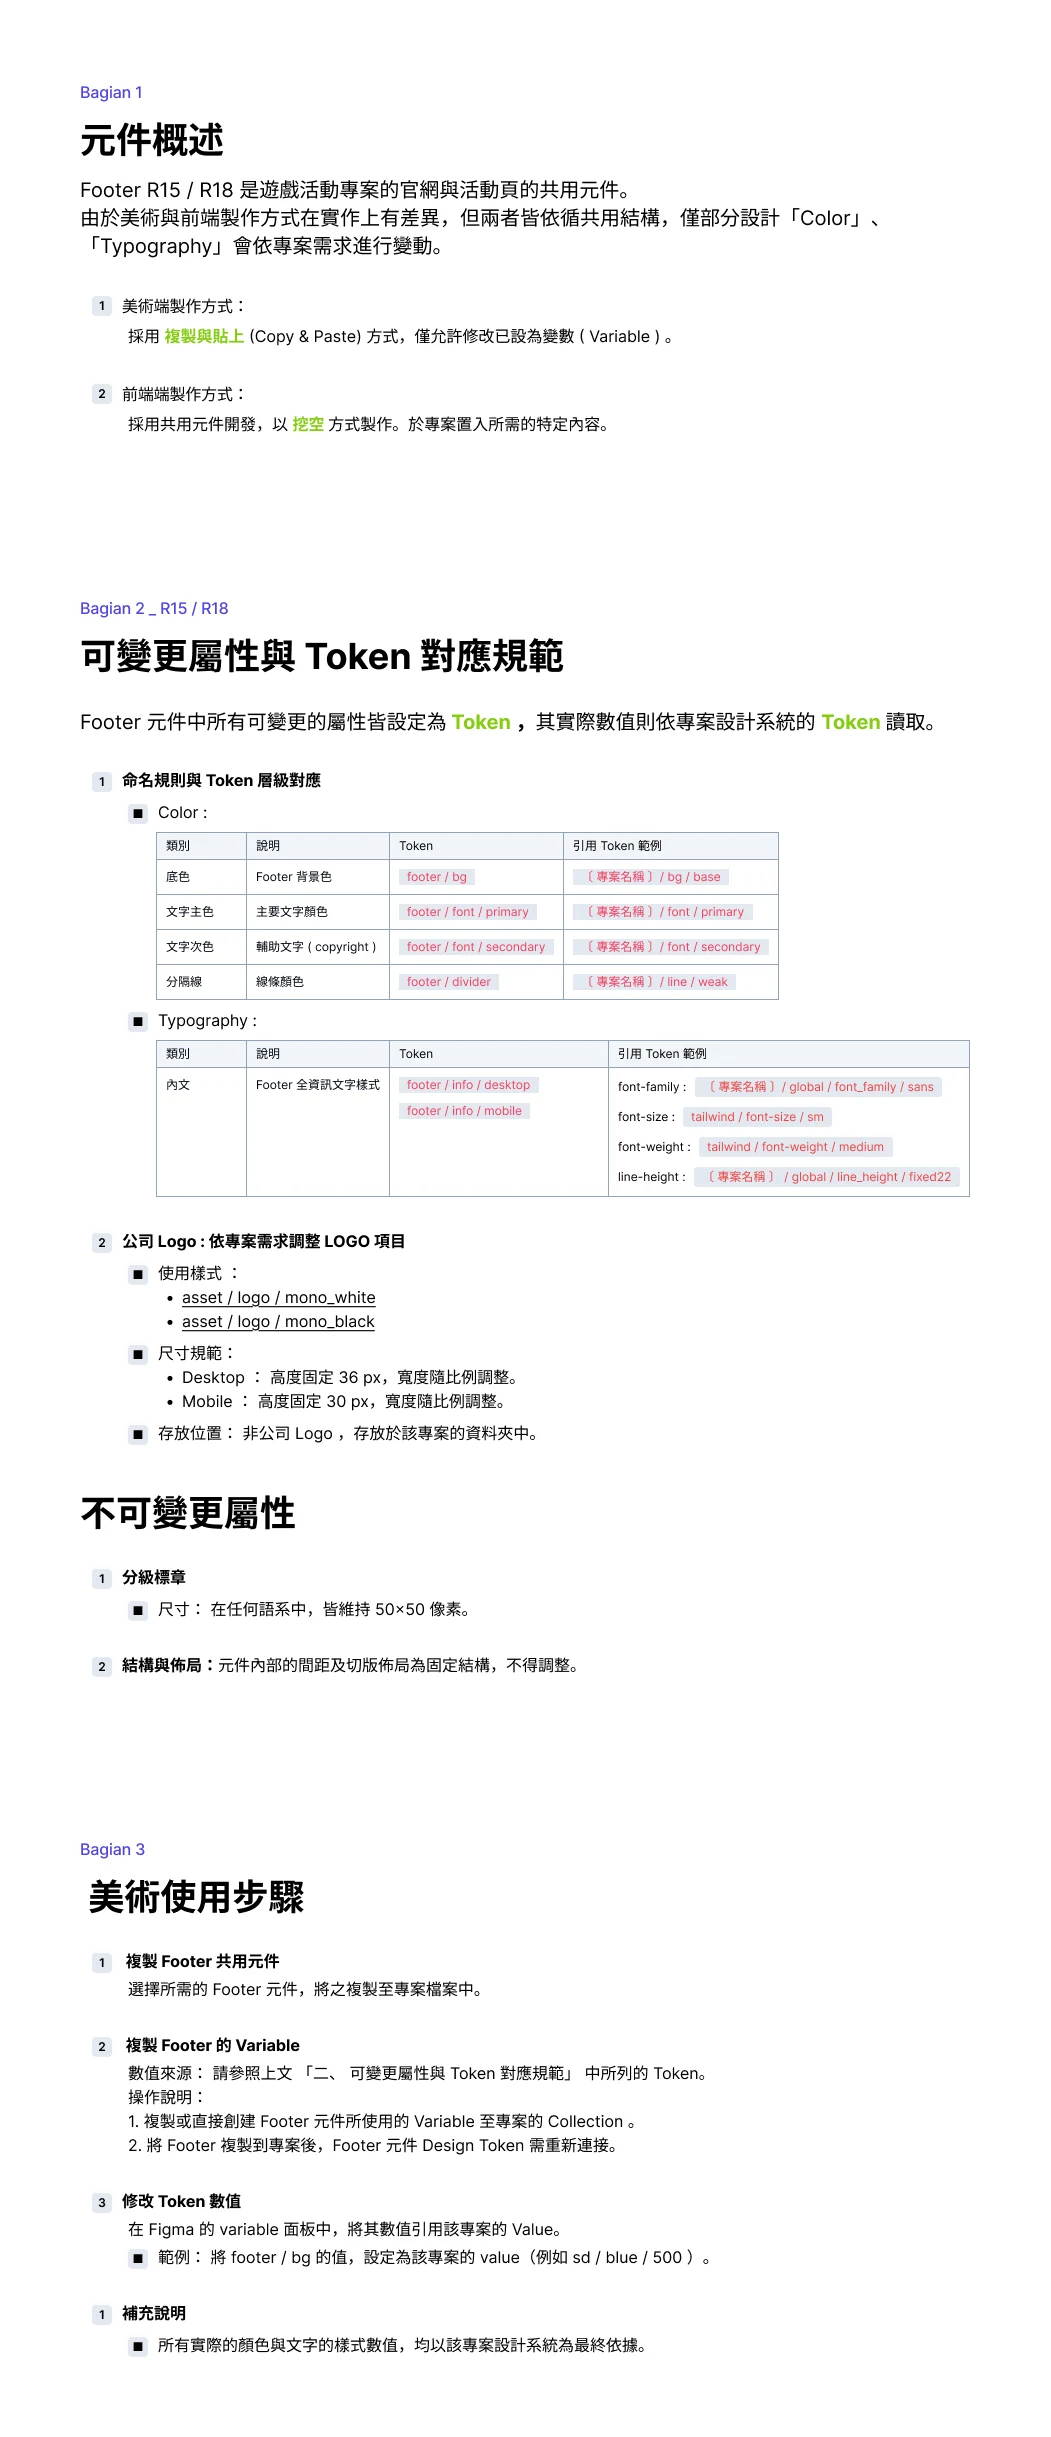 Bagian 1
元件概述
Footer R15 / R18 是遊戲活動專案的官網與活動頁的共用元件。
由於美術與前端製作方式在實作上有差異，但兩者皆依循共用結構，僅部分設計「Color」、
「Typography」會依專案需求進行變動。
1 美術端製作方式：
採用 複製與貼上 (Copy & Paste) 方式，僅允許修改已設為變數 ( Variable ) 。
2 前端端製作方式：
採用共用元件開發，以 挖空 方式製作。於專案置入所需的特定內容。
Bagian 2 _ R15 / R18
可變更屬性與 Token 對應規範
Footer 元件中所有可變更的屬性皆設定為 Token ，其實際數值則依專案設計系統的 Token 讀取。
1 命名規則與 Token 層級對應
■ Color :
類別 說明 Token 引用 Token 範例
底色 Footer 背景色 footer / bg 〔 專案名稱 〕/ bg / base
文字主色 主要文字顏色 footer / font / primary 〔 專案名稱 〕/ font / primary
文字次色 輔助文字 ( copyright ) footer / font / secondary 〔 專案名稱 〕/ font / secondary
分隔線 線條顏色 footer / divider 〔 專案名稱 〕/ line / weak
■ Typography :
類別 說明 Token 引用 Token 範例
內文 Footer 全資訊文字樣式 footer / info / desktop font-family : 〔 專案名稱 〕/ global / font_family / sans
footer / info / mobile font-size : tailwind / font-size / sm
font-weight : tailwind / font-weight / medium
line-height : 〔 專案名稱 〕 / global / line_height / fixed22
2 公司 Logo : 依專案需求調整 LOGO 項目
■ 使用樣式 ：
• asset / logo / mono_white
• asset / logo / mono_black
■ 尺寸規範：
• Desktop ： 高度固定 36 px，寬度隨比例調整。
• Mobile ： 高度固定 30 px，寬度隨比例調整。
■ 存放位置： 非公司 Logo ，存放於該專案的資料夾中。
不可變更屬性
1 分級標章
■ 尺寸： 在任何語系中，皆維持 50×50 像素。
2 結構與佈局：元件內部的間距及切版佈局為固定結構，不得調整。
Bagian 3
美術使用步驟
1 複製 Footer 共用元件
選擇所需的 Footer 元件，將之複製至專案檔案中。
2 複製 Footer 的 Variable
數值來源： 請參照上文 「二、 可變更屬性與 Token 對應規範」 中所列的 Token。
操作說明：
1. 複製或直接創建 Footer 元件所使用的 Variable 至專案的 Collection 。
2. 將 Footer 複製到專案後，Footer 元件 Design Token 需重新連接。
3 修改 Token 數值
在 Figma 的 variable 面板中，將其數值引用該專案的 Value。
■ 範例： 將 footer / bg 的值，設定為該專案的 value（例如 sd / blue / 500 ）。
1 補充說明
■ 所有實際的顏色與文字的樣式數值，均以該專案設計系統為最終依據。